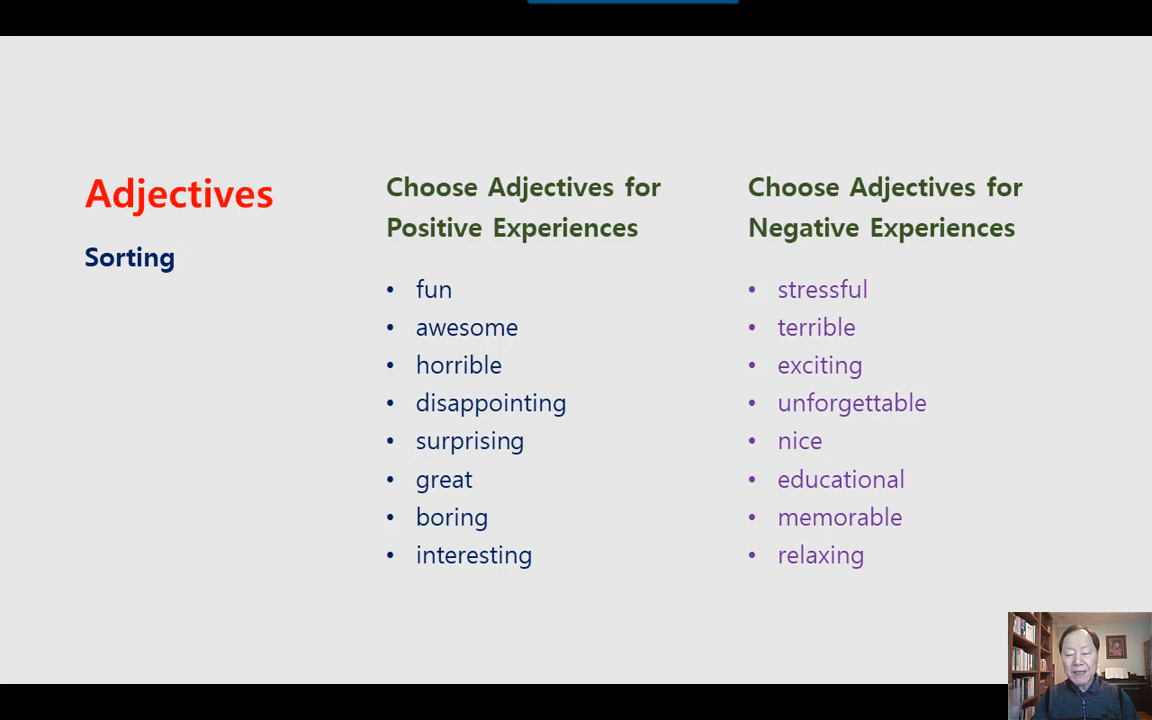 Adjectives
Sorting
Choose Adjectives for
Positive Experiences
• fun
• awesome
• horrible
• disappointing
• surprising
• great
• boring
• interesting
Choose Adjectives for
Negative Experiences
• stressful
• terrible
• exciting
• unforgettable
• nice
• educational
• memorable
• relaxing